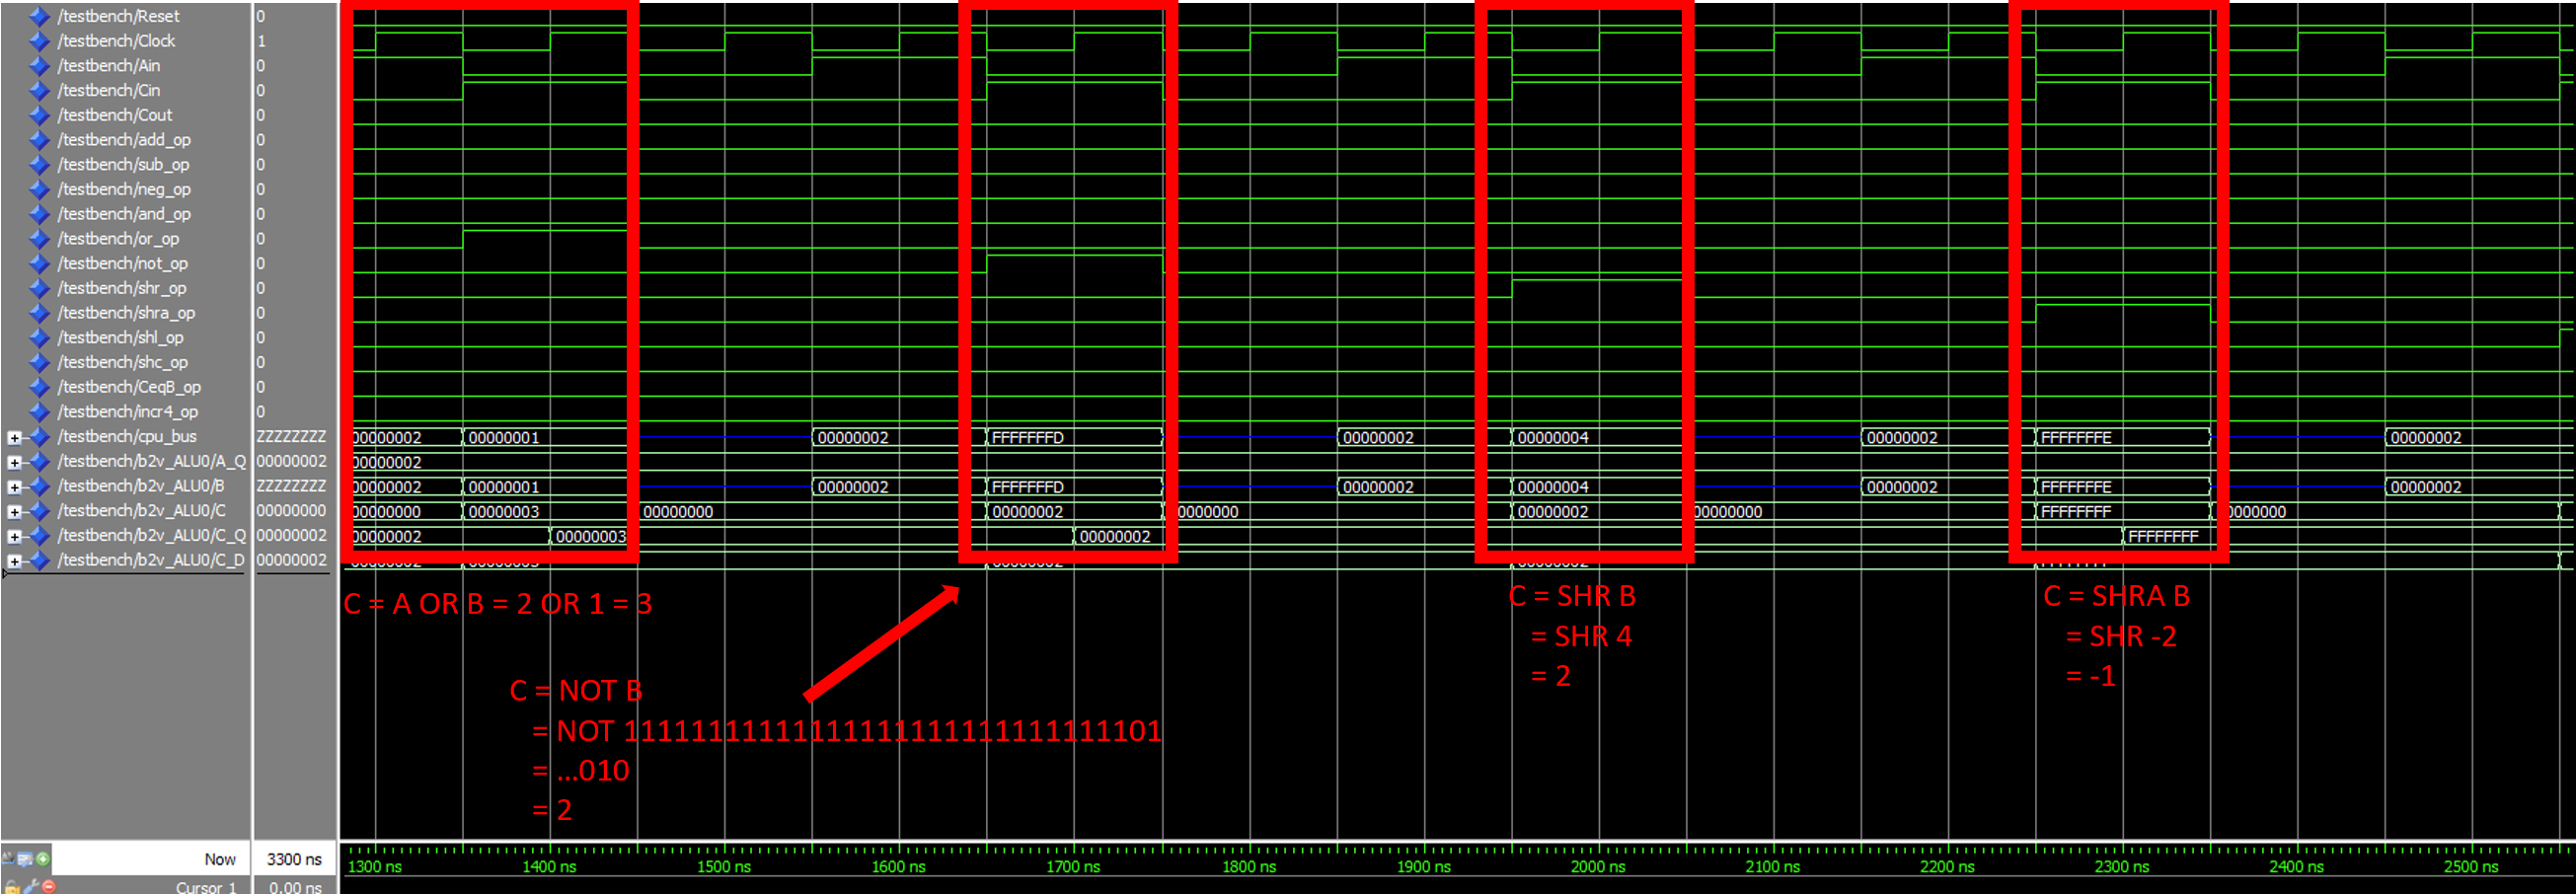 /testbench/Reset 0
/testbench/Clock 1
/testbench/Ain 0
/testbench/Cin 0
/testbench/Cout 0
/testbench/add_op 0
/testbench/sub_op 0
/testbench/neg_op 0
/testbench/and_op 0
/testbench/or_op 0
/testbench/not_op 0
/testbench/shr_op 0
/testbench/shra_op 0
/testbench/shl_op 0
/testbench/shc_op 0
/testbench/CeqB_op 0
/testbench/incr4_op 0
/testbench/cpu_bus ZZZZZZZZ 00000002 00000001 00000002 FFFFFFFD 00000002 00000004 00000002 FFFFFFFE 00000002
/testbench/b2v_ALU0/A_Q 00000002 00000002
/testbench/b2v_ALU0/B ZZZZZZZZ 00000002 00000001 00000002 FFFFFFFD 00000002 00000004 00000002 FFFFFFFE 00000002
/testbench/b2v_ALU0/C 00000000 00000000 00000003 00000000 00000002 00000000 00000002 00000000 FFFFFFFF 00000000
/testbench/b2v_ALU0/C_Q 00000002 00000002 00000003 00000002 FFFFFFFF
/testbench/b2v_ALU0/C_D 00000002
C = A OR B = 2 OR 1 = 3
C = NOT B
= NOT 11111111111111111111111111111101
= ...010
= 2
C = SHR B
= SHR 4
= 2
C = SHRA B
= SHR -2
= -1
Now 3300 ns
Cursor 1 0.00 ns
1300 ns 1400 ns 1500 ns 1600 ns 1700 ns 1800 ns 1900 ns 2000 ns 2100 ns 2200 ns 2300 ns 2400 ns 2500 ns